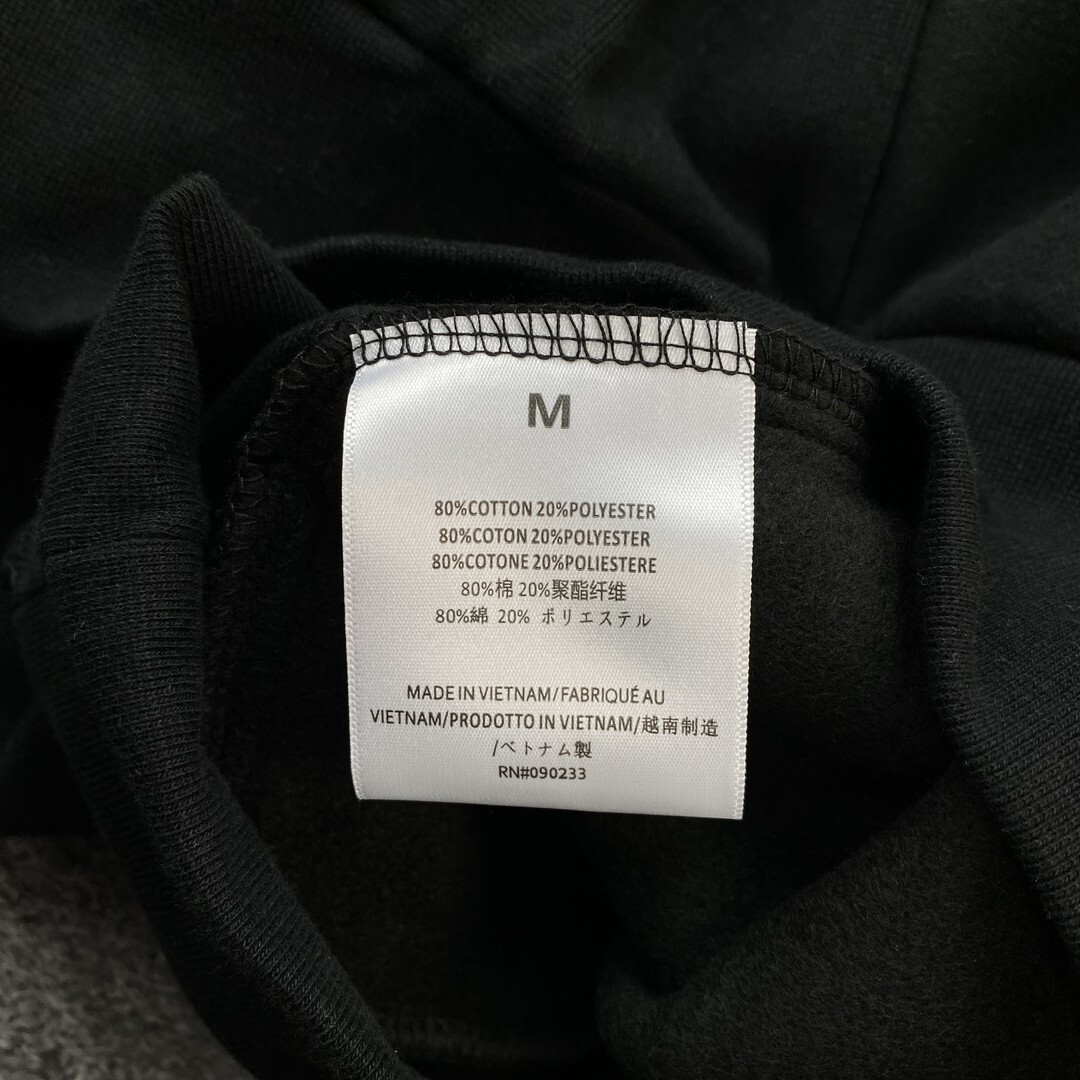 M
80%COTTON 20%POLYESTER
80%COTON 20%POLYESTER
80%COTONE 20%POLIESTERE
80%棉 20%聚酯纤维
80%綿 20% ポリエステル
MADE IN VIETNAM/FABRIQUÉ AU
VIETNAM/PRODOTTO IN VIETNAM/越南制造
/ベトナム製
RN#090233